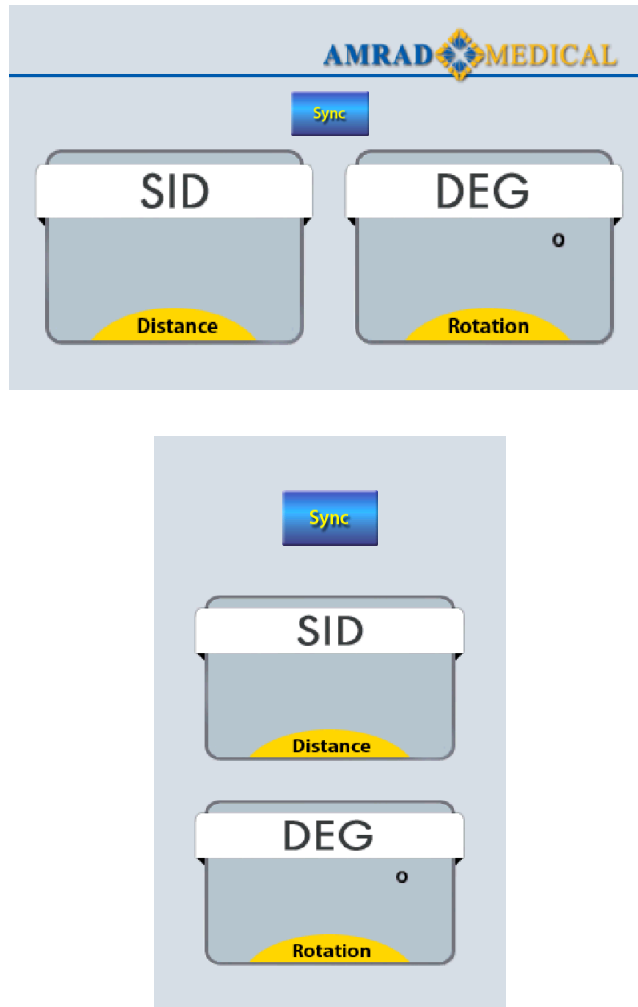 AMRAD MEDICAL
Sync
SID DEG
o
Distance Rotation
Sync
SID
Distance
DEG
o
Rotation